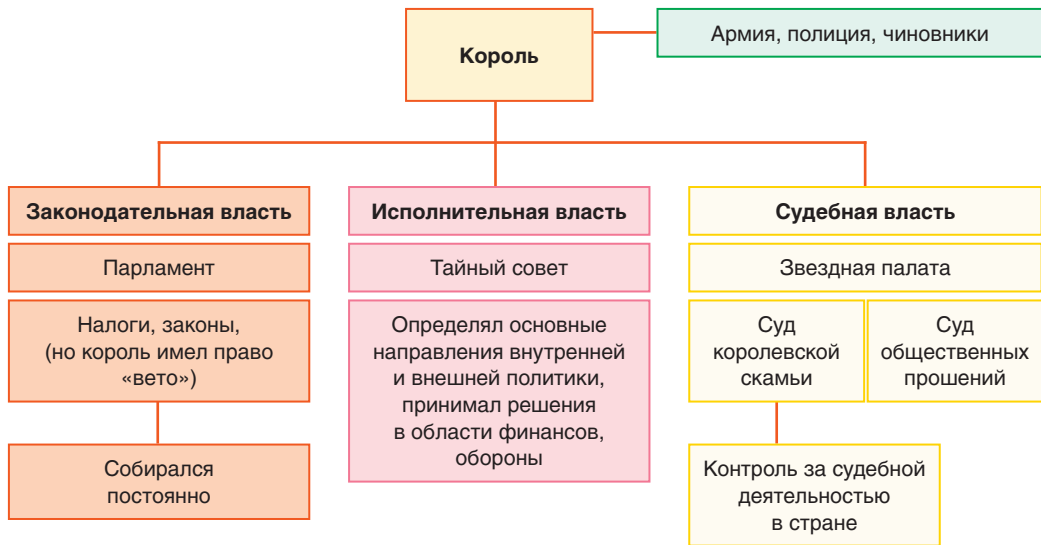 Король
Армия, полиция, чиновники
Законодательная власть
Парламент
Налоги, законы,
(но король имел право
«вето»)
Собирался
постоянно
Исполнительная власть
Тайный совет
Определял основные
направления внутренней
и внешней политики,
принимал решения
в области финансов,
обороны
Судебная власть
Звездная палата
Суд
королевской
скамьи
Суд
общественных
прошений
Контроль за судебной
деятельностью
в стране